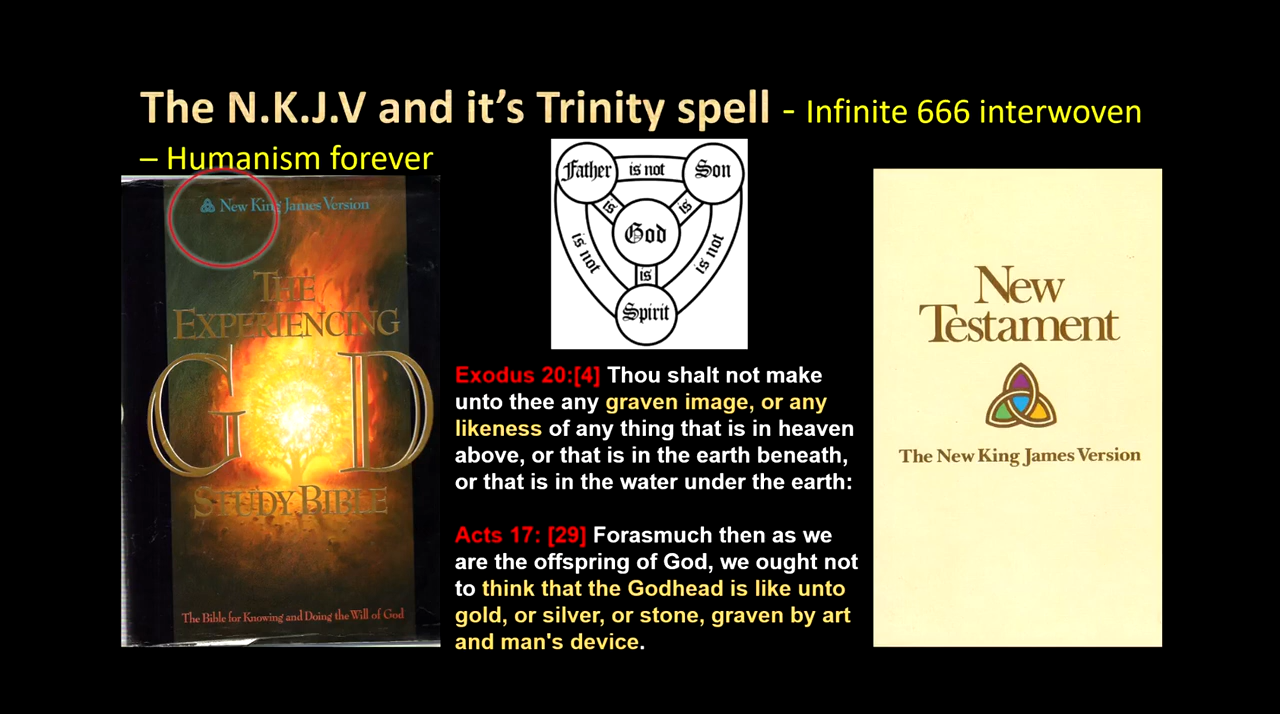 The N.K.J.V and it’s Trinity spell - Infinite 666 interwoven
– Humanism forever
New King James Version
THE
EXPERIENCING
GOD
STUDY BIBLE
The Bible for Knowing and Doing the Will of God
Father is not Son
is is
God
is not is not
is
Spirit
Exodus 20:[4] Thou shalt not make
unto thee any graven image, or any
likeness of any thing that is in heaven
above, or that is in the earth beneath,
or that is in the water under the earth:
Acts 17: [29] Forasmuch then as we
are the offspring of God, we ought not
to think that the Godhead is like unto
gold, or silver, or stone, graven by art
and man's device.
New
Testament
The New King James Version